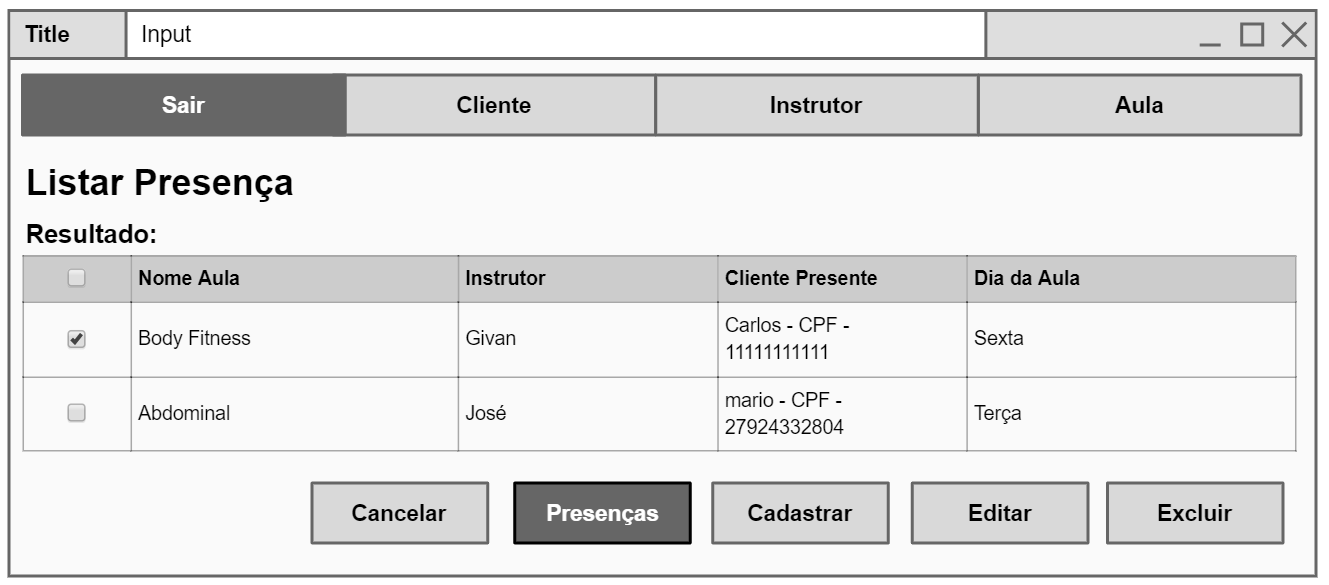 Title Input
Sair Cliente Instrutor Aula
Listar Presença
Resultado:
Nome Aula Instrutor Cliente Presente Dia da Aula
Body Fitness Givan Carlos - CPF - Sexta
11111111111
Abdominal José mario - CPF - Terça
27924332804
Cancelar Presenças Cadastrar Editar Excluir